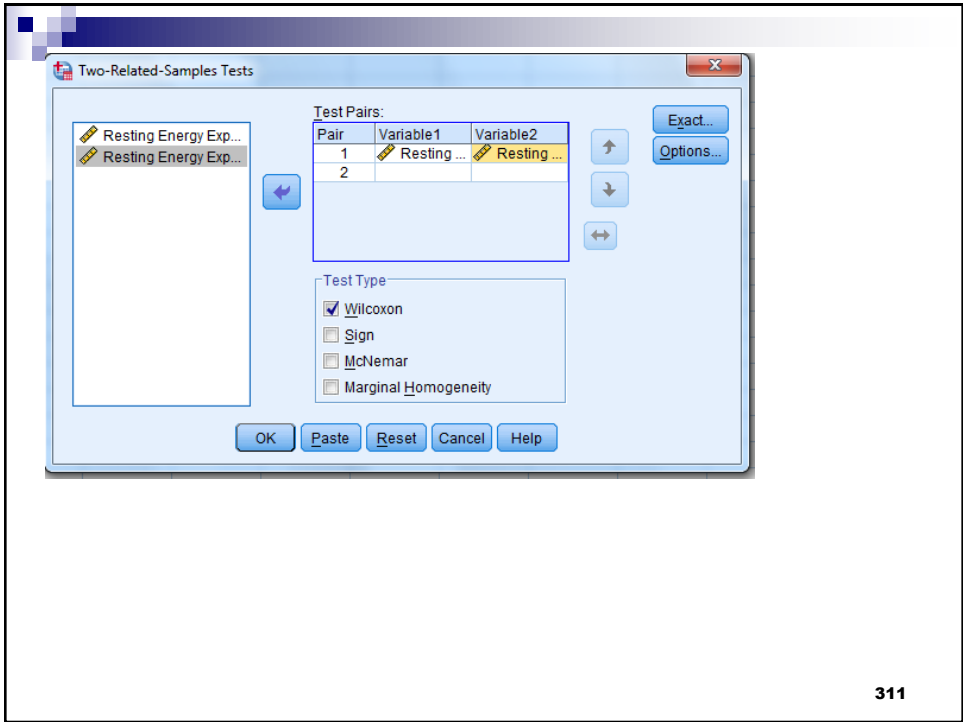 Two-Related-Samples Tests
Test Pairs:
Resting Energy Exp...
Resting Energy Exp...
Pair Variable1 Variable2
1 Resting ... Resting ...
2
Exact...
Options...
Test Type
Wilcoxon
Sign
McNemar
Marginal Homogeneity
OK Paste Reset Cancel Help
311